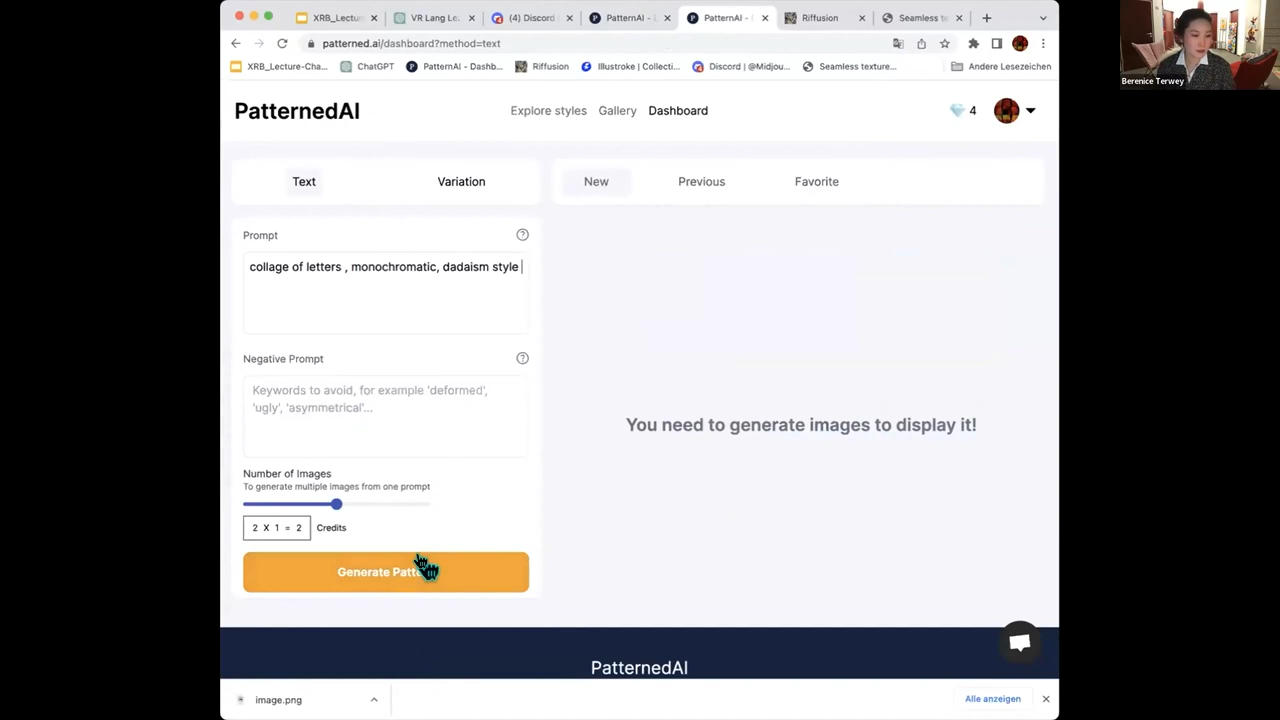 XRB_Lecture
VR Lang Le
(4) Discord
PatternAI -
PatternAI -
Riffusion
Seamless te
patterned.ai/dashboard?method=text
XRB_Lecture-Cha...
ChatGPT
PatternAI - Dashb...
Riffusion
Illustroke | Collecti...
Discord | @Midjou...
Seamless texture...
Andere Lesezeichen
Berenice Terwey
PatternedAI
Explore styles
Gallery
Dashboard
4
Text
Variation
New
Previous
Favorite
Prompt
collage of letters , monochromatic, dadaism style
Negative Prompt
Keywords to avoid, for example 'deformed',
'ugly', 'asymmetrical'...
You need to generate images to display it!
Number of Images
To generate multiple images from one prompt
2 X 1 = 2
Credits
Generate
PatternedAI
image.png
Alle anzeigen